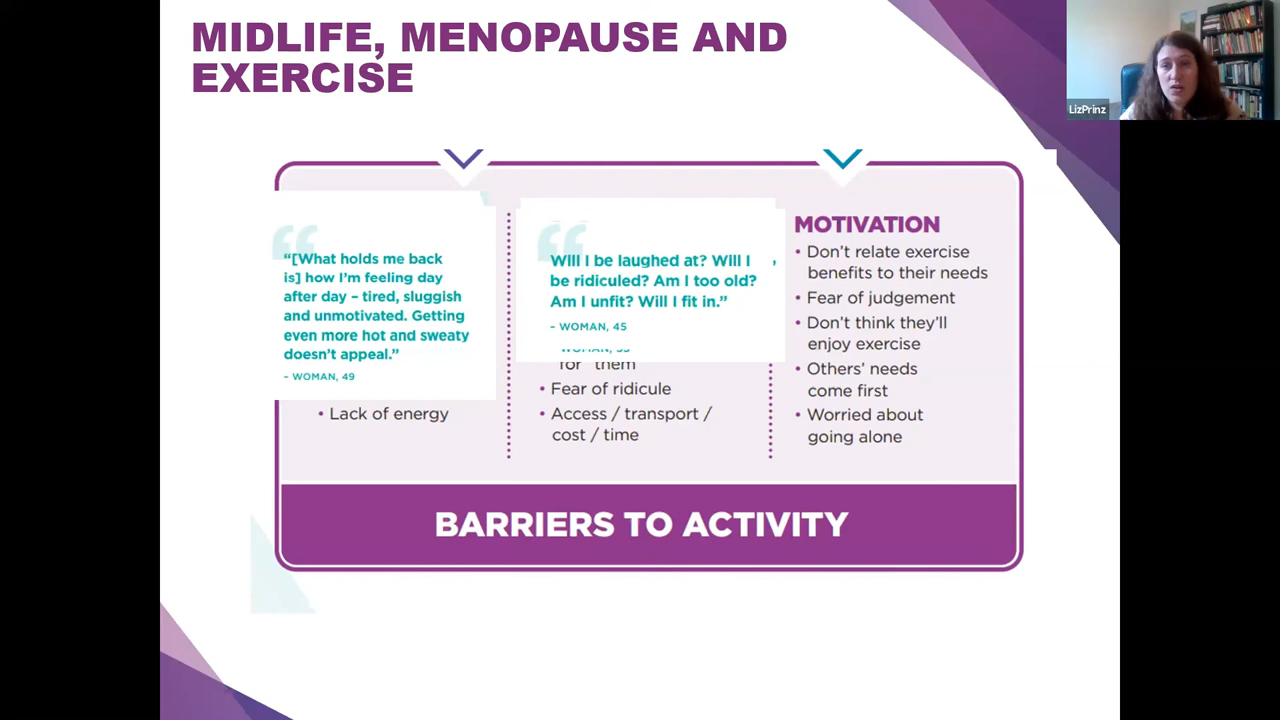 MIDLIFE, MENOPAUSE AND
EXERCISE
LizPrinz
“[What holds me back
is] how I’m feeling day
after day – tired, sluggish
and unmotivated. Getting
even more hot and sweaty
doesn’t appeal.”
– WOMAN, 49
• Lack of energy
Will I be laughed at? Will I
be ridiculed? Am I too old?
Am I unfit? Will I fit in.”
– WOMAN, 45
for them
• Fear of ridicule
• Access / transport /
cost / time
MOTIVATION
• Don’t relate exercise
benefits to their needs
• Fear of judgement
• Don’t think they’ll
enjoy exercise
• Others’ needs
come first
• Worried about
going alone
BARRIERS TO ACTIVITY